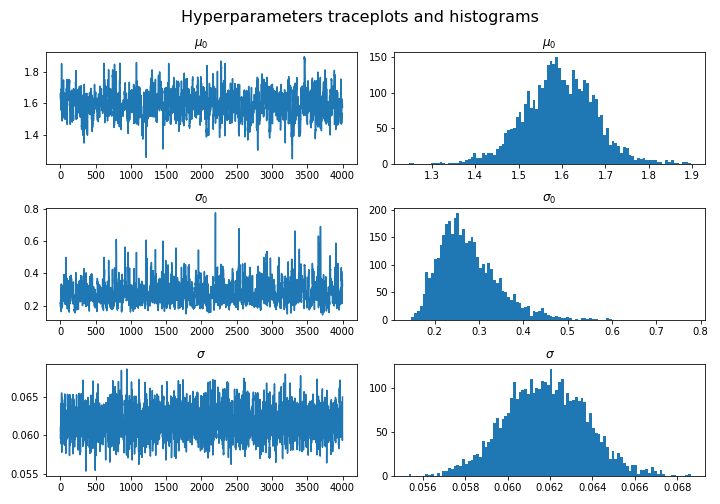 Hyperparameters traceplots and histograms
μ₀
1.8
1.6
1.4
0 500 1000 1500 2000 2500 3000 3500 4000
μ₀
150
100
50
0
1.3 1.4 1.5 1.6 1.7 1.8 1.9
σ₀
0.8
0.6
0.4
0.2
0 500 1000 1500 2000 2500 3000 3500 4000
σ₀
200
150
100
50
0
0.2 0.3 0.4 0.5 0.6 0.7 0.8
σ
0.065
0.060
0.055
0 500 1000 1500 2000 2500 3000 3500 4000
σ
100
50
0
0.056 0.058 0.060 0.062 0.064 0.066 0.068